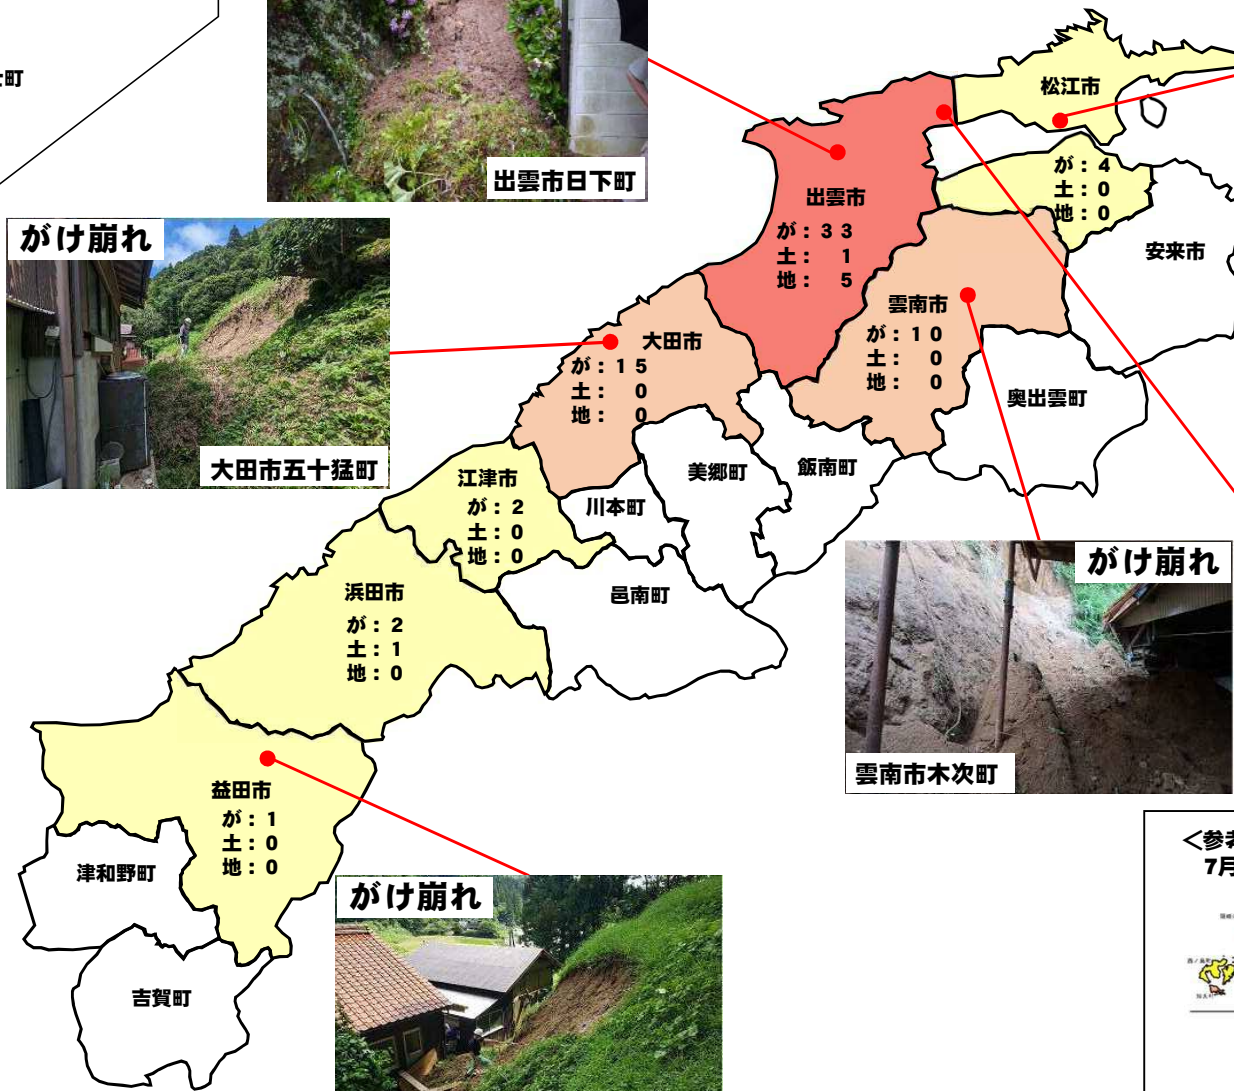 町
出雲市日下町
松江市
が:4
土:0
地:0
出雲市
が:33
土: 1
地: 5
安来市
がけ崩れ
大田市五十猛町
雲南市
が:10
土: 0
地: 0
大田市
が:15
土: 0
地: 0
奥出雲町
美郷町
飯南町
江津市
が:2
土:0
地:0
川本町
がけ崩れ
雲南市木次町
浜田市
が:2
土:1
地:0
邑南町
益田市
が:1
土:0
地:0
津和野町
がけ崩れ
吉賀町
<参考
7月